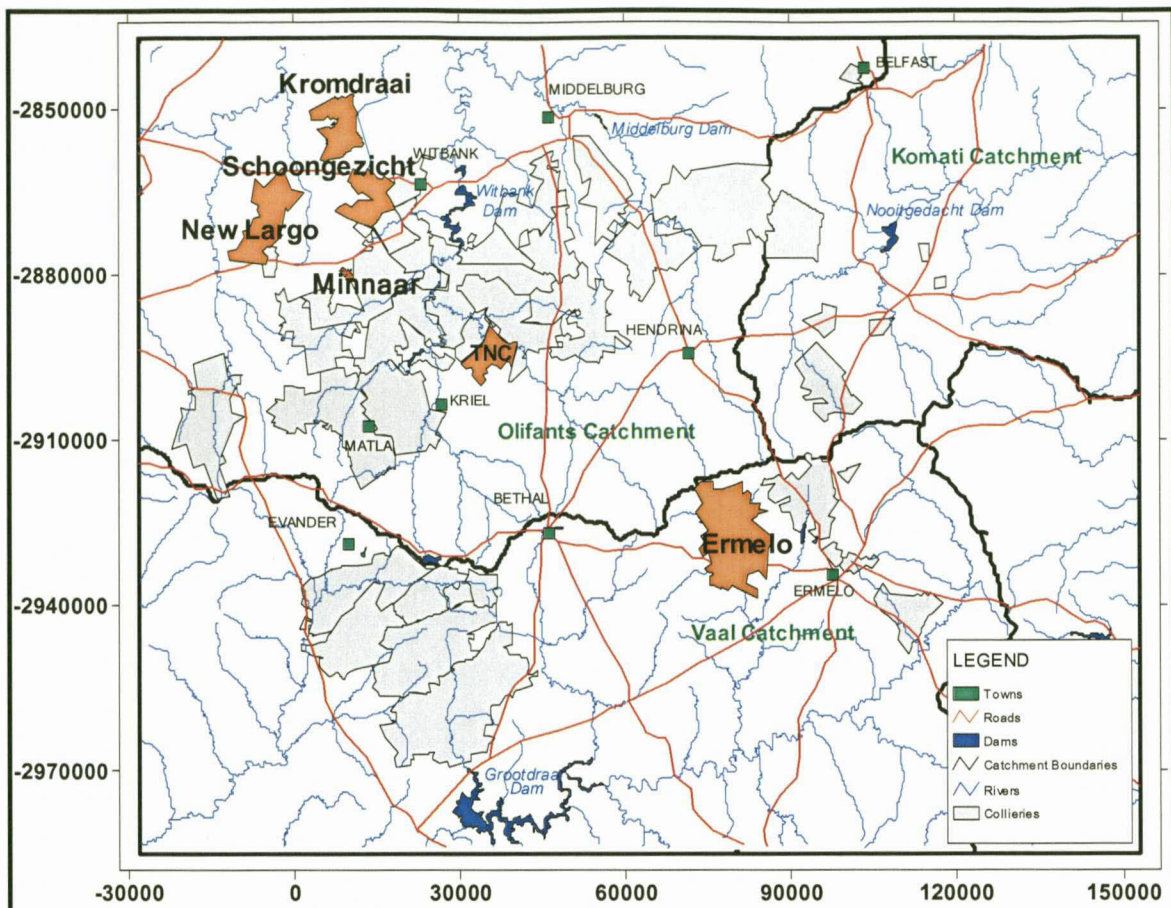 BELFAST
Kromdraai
MIDDELBURG
-2850000
Middelburg Dam
Komati Catchment
WITBANK
Schoongezicht
Witbank
Dam
Nooitgedacht Dam
New Largo
-2880000
Minnaar
HENDRINA
TNC
KRIEL
-2910000
Olifants Catchment
MATLA
BETHAL
EVANDER
Ermelo
ERMELO
-2940000
Vaal Catchment
LEGEND
Towns
Roads
Dams
Catchment Boundaries
Rivers
Collieries
-2970000
Grootdraai
Dam
-30000 0 30000 60000 90000 120000 150000